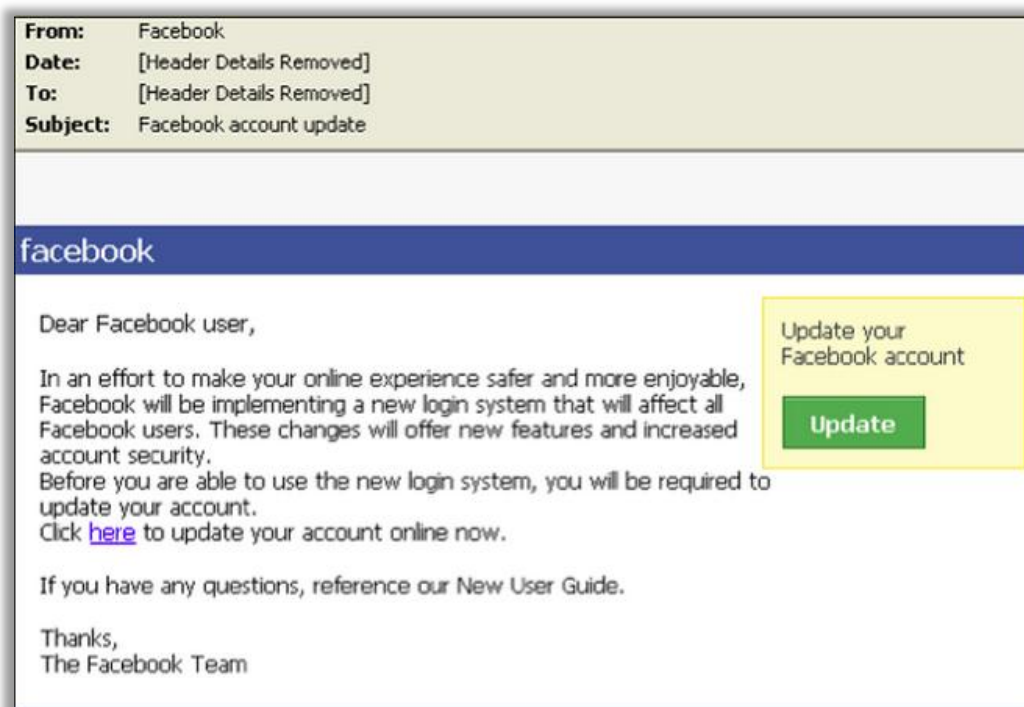 From: Facebook
Date: [Header Details Removed]
To: [Header Details Removed]
Subject: Facebook account update
facebook
Dear Facebook user,
In an effort to make your online experience safer and more enjoyable,
Facebook will be implementing a new login system that will affect all
Facebook users. These changes will offer new features and increased
account security.
Before you are able to use the new login system, you will be required to
update your account.
Click here to update your account online now.
If you have any questions, reference our New User Guide.
Thanks,
The Facebook Team
Update your
Facebook account
Update